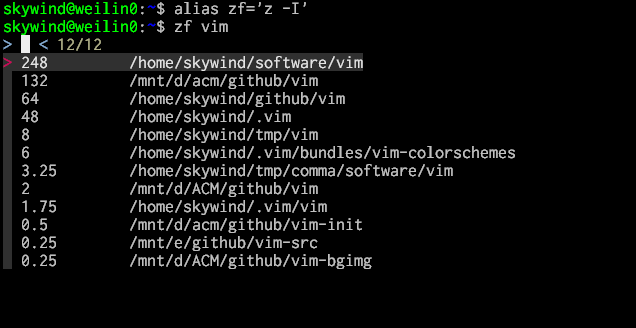 skywind@weilin0:~$ alias zf='z -I'
skywind@weilin0:~$ zf vim
>   < 12/12
> 248         /home/skywind/software/vim
  132         /mnt/d/acm/github/vim
  64          /home/skywind/github/vim
  48          /home/skywind/.vim
  8           /home/skywind/tmp/vim
  6           /home/skywind/.vim/bundles/vim-colorschemes
  3.25        /home/skywind/tmp/comma/software/vim
  2           /mnt/d/ACM/github/vim
  1.75        /home/skywind/.vim/vim
  0.5         /mnt/d/acm/github/vim-init
  0.25        /mnt/e/github/vim-src
  0.25        /mnt/d/ACM/github/vim-bgimg